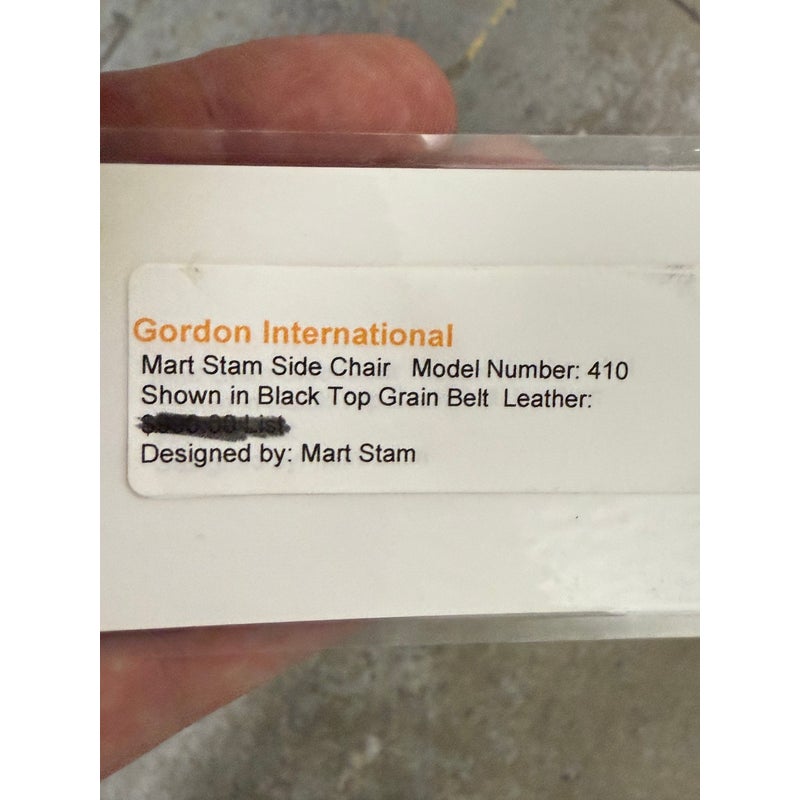 Gordon International
Mart Stam Side Chair Model Number: 410
Shown in Black Top Grain Belt Leather:
List
Designed by: Mart Stam